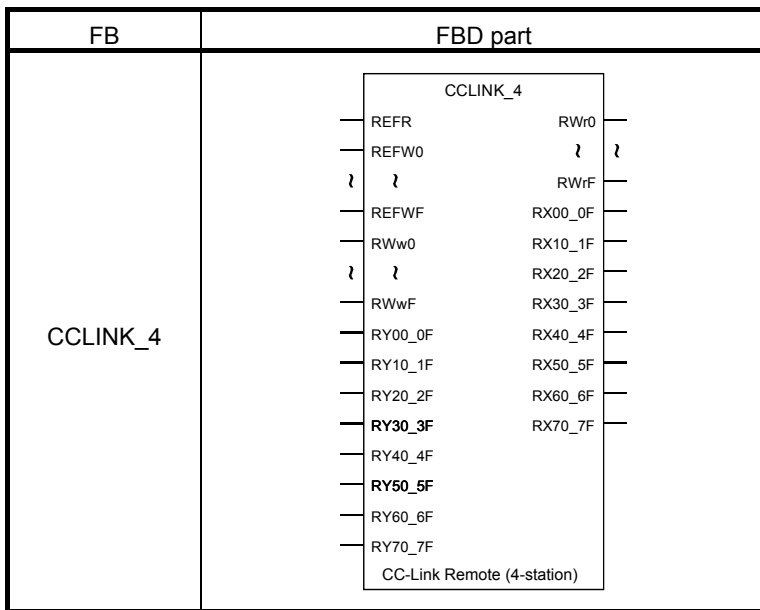 FB FBD part
CCLINK_4
CCLINK_4
REFR RWr0
REFW0 ~ ~
~ ~ RWrF
REFWF RX00_0F
RWw0 RX10_1F
~ ~ RX20_2F
RWwF RX30_3F
RY00_0F RX40_4F
RY10_1F RX50_5F
RY20_2F RX60_6F
RY30_3F RX70_7F
RY40_4F
RY50_5F
RY60_6F
RY70_7F
CC-Link Remote (4-station)